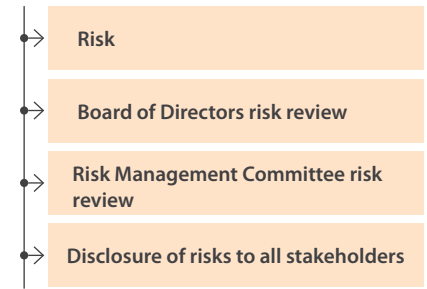 Risk
Board of Directors risk review
Risk Management Committee risk
review
Disclosure of risks to all stakeholders